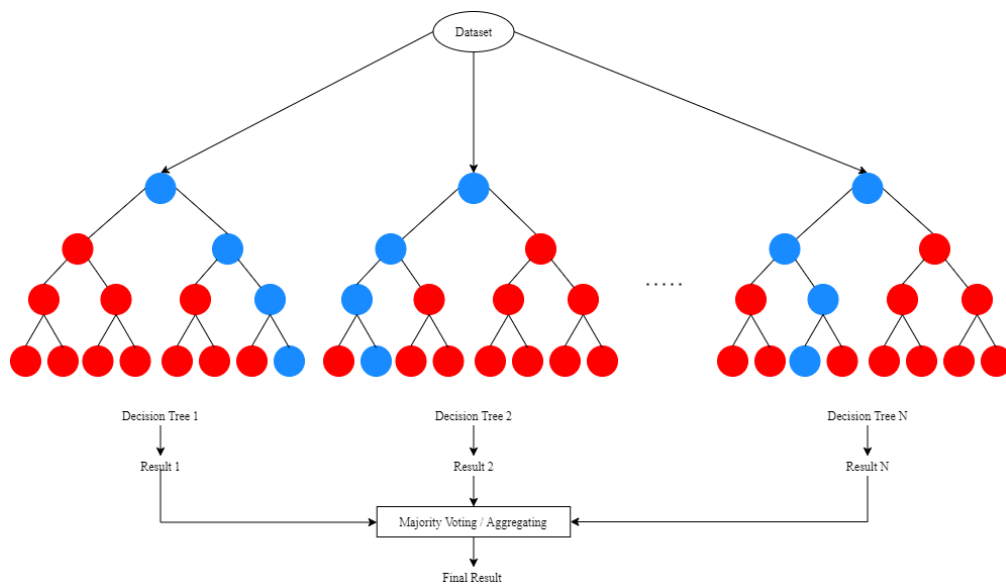 Dataset
.....
Decision Tree 1
Decision Tree 2
Decision Tree N
Result 1
Result 2
Result N
Majority Voting / Aggregating
Final Result